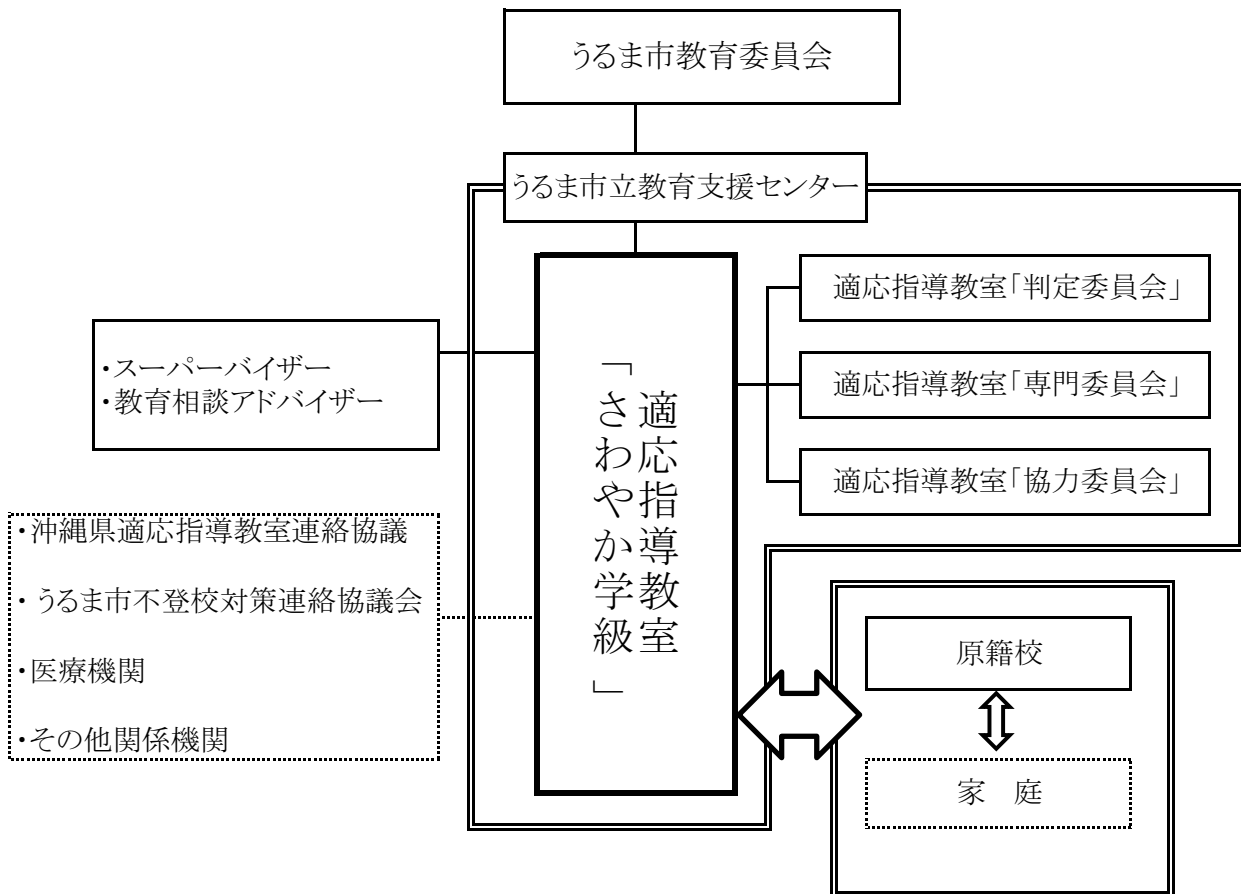 うるま市教育委員会
うるま市立教育支援センター
適応指導教室「判定委員会」
適応指導教室「専門委員会」
適応指導教室「協力委員会」
・スーパーバイザー
・教育相談アドバイザー
適応指導教室
「さわやか学級」
・沖縄県適応指導教室連絡協議
・うるま市不登校対策連絡協議会
・医療機関
・その他関係機関
原籍校
家　庭